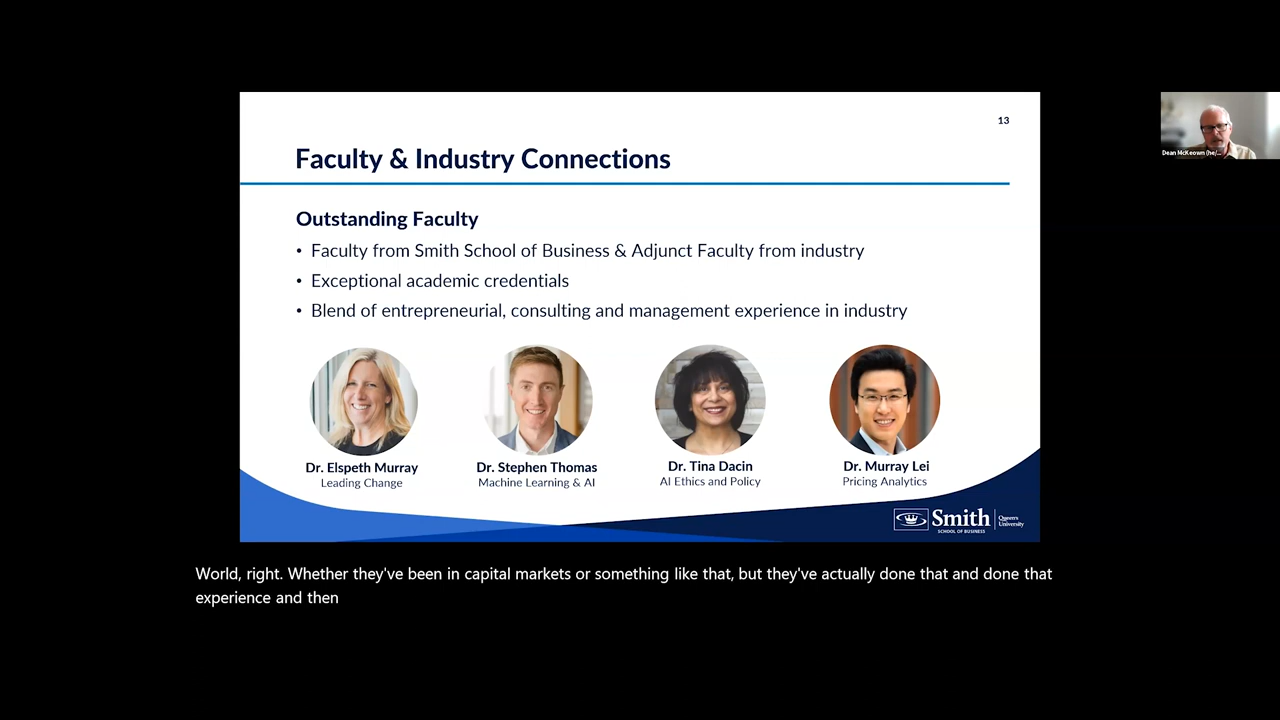 13
Faculty & Industry Connections
Dean McKeown (he/...
Outstanding Faculty
• Faculty from Smith School of Business & Adjunct Faculty from industry
• Exceptional academic credentials
• Blend of entrepreneurial, consulting and management experience in industry
Dr. Elspeth Murray
Leading Change
Dr. Stephen Thomas
Machine Learning & AI
Dr. Tina Dacin
AI Ethics and Policy
Dr. Murray Lei
Pricing Analytics
Smith
SCHOOL OF BUSINESS
Queen's
University
World, right. Whether they've been in capital markets or something like that, but they've actually done that and done that
experience and then